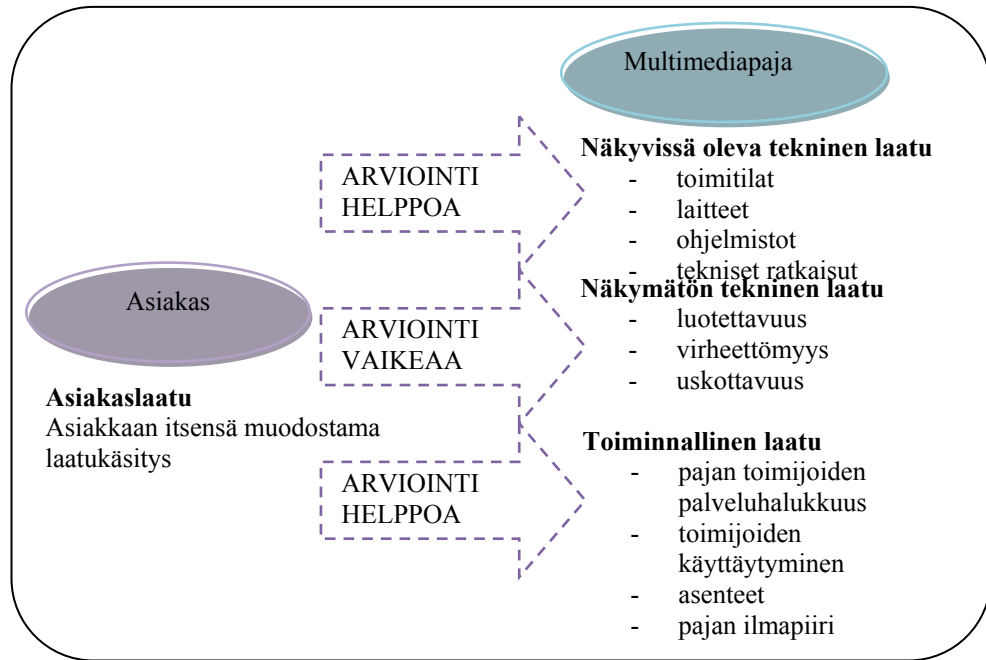 Multimediapaja
ARVIOINTI
HELPPOA
Näkyvissä oleva tekninen laatu
- toimitilat
- laitteet
- ohjelmistot
- tekniset ratkaisut
Asiakas
ARVIOINTI
VAIKEAA
Näkymätön tekninen laatu
- luotettavuus
- virheettömyys
- uskottavuus
Asiakaslaatu
Asiakkaan itsensä muodostama
laatukäsitys
ARVIOINTI
HELPPOA
Toiminnallinen laatu
- pajan toimijoiden
palveluhalukkuus
- toimijoiden
käyttäytyminen
- asenteet
- pajan ilmapiiri